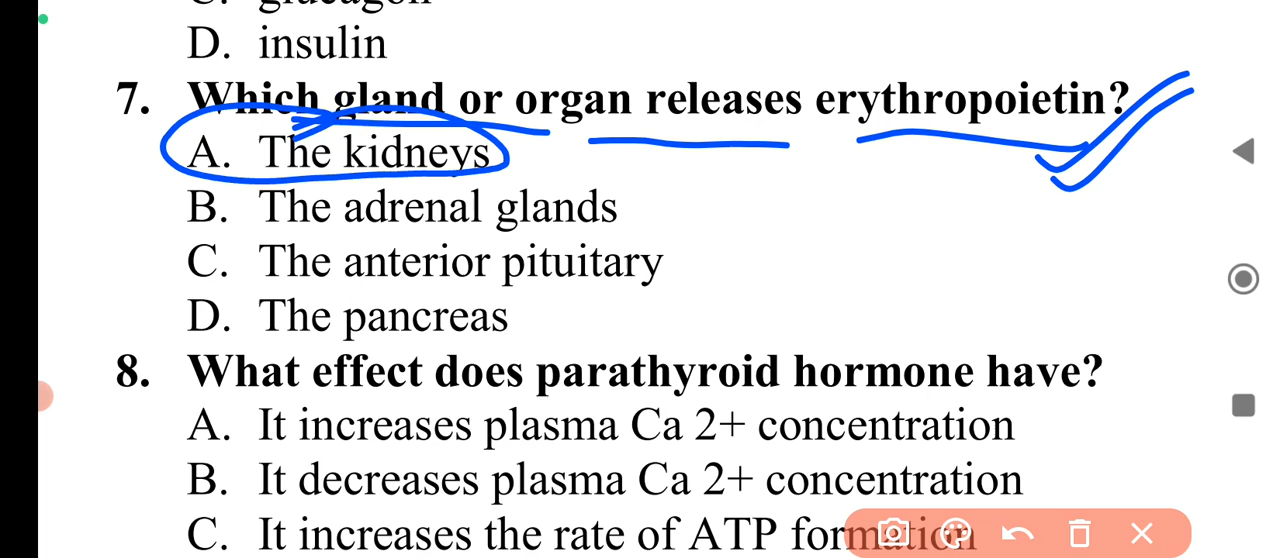 C. glucagon
D. insulin
7. Which gland or organ releases erythropoietin?
A. The kidneys
B. The adrenal glands
C. The anterior pituitary
D. The pancreas
8. What effect does parathyroid hormone have?
A. It increases plasma Ca 2+ concentration
B. It decreases plasma Ca 2+ concentration
C. It increases the rate of ATP formation